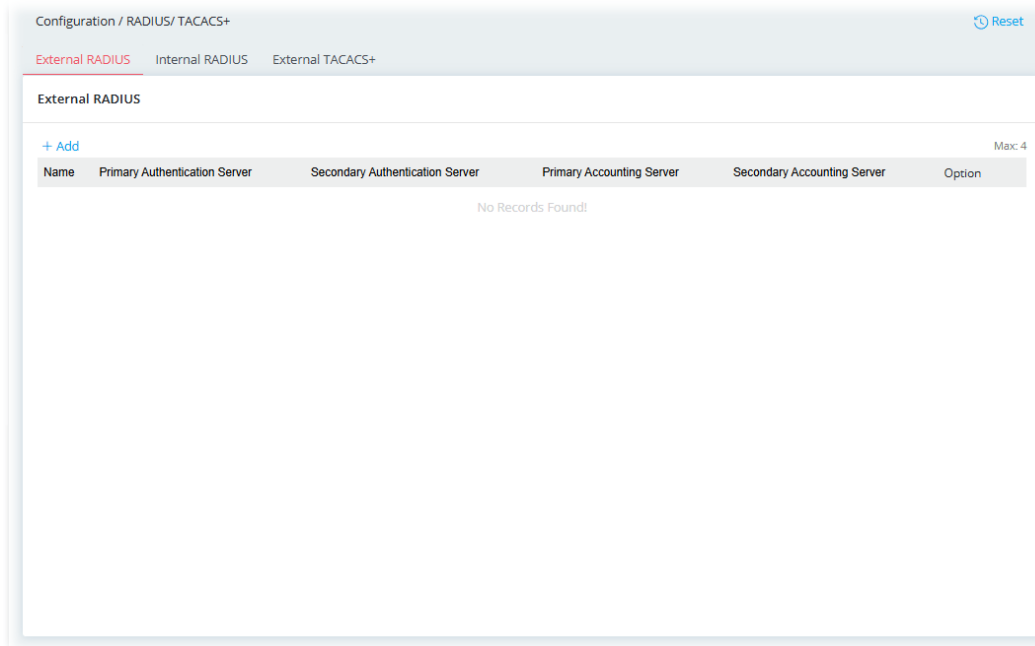 Configuration / RADIUS/ TACACS+ Reset
External RADIUS Internal RADIUS External TACACS+
External RADIUS
+ Add Max: 4
Name Primary Authentication Server Secondary Authentication Server Primary Accounting Server Secondary Accounting Server Option
No Records Found!